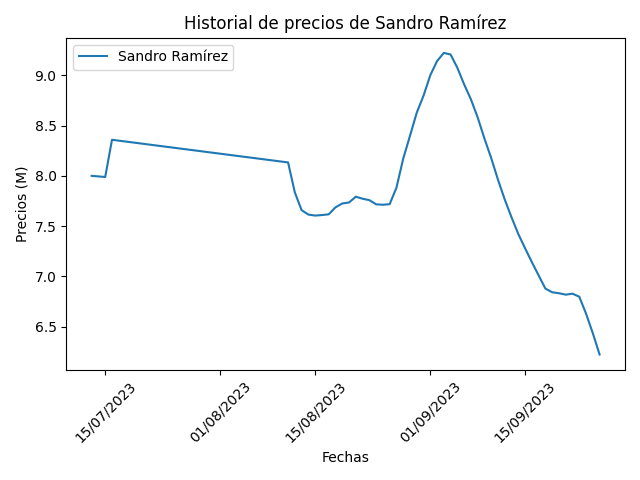 Historial de precios de Sandro Ramírez
Sandro Ramírez
Precios (M)
9.0
8.5
8.0
7.5
7.0
6.5
15/07/2023
01/08/2023
15/08/2023
01/09/2023
15/09/2023
Fechas